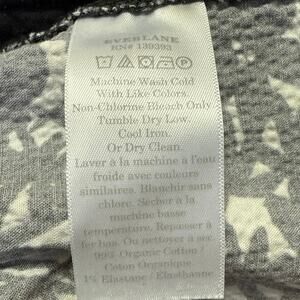 EVERLANE
RN# 139393
Machine Wash Cold
With Like Colors.
Non-Chlorine Bleach Only
Tumble Dry Low.
Cool Iron.
Or Dry Clean.
Laver à la machine à l'eau
froide avec couleurs
similaires. Blanchir sans
chlore. Sécher à la
machine basse
température. Repasser à
fer bas. Ou nettoyer à sec.
99% Organic Cotton /
Coton Organique
1% Elastane / Elasthanne